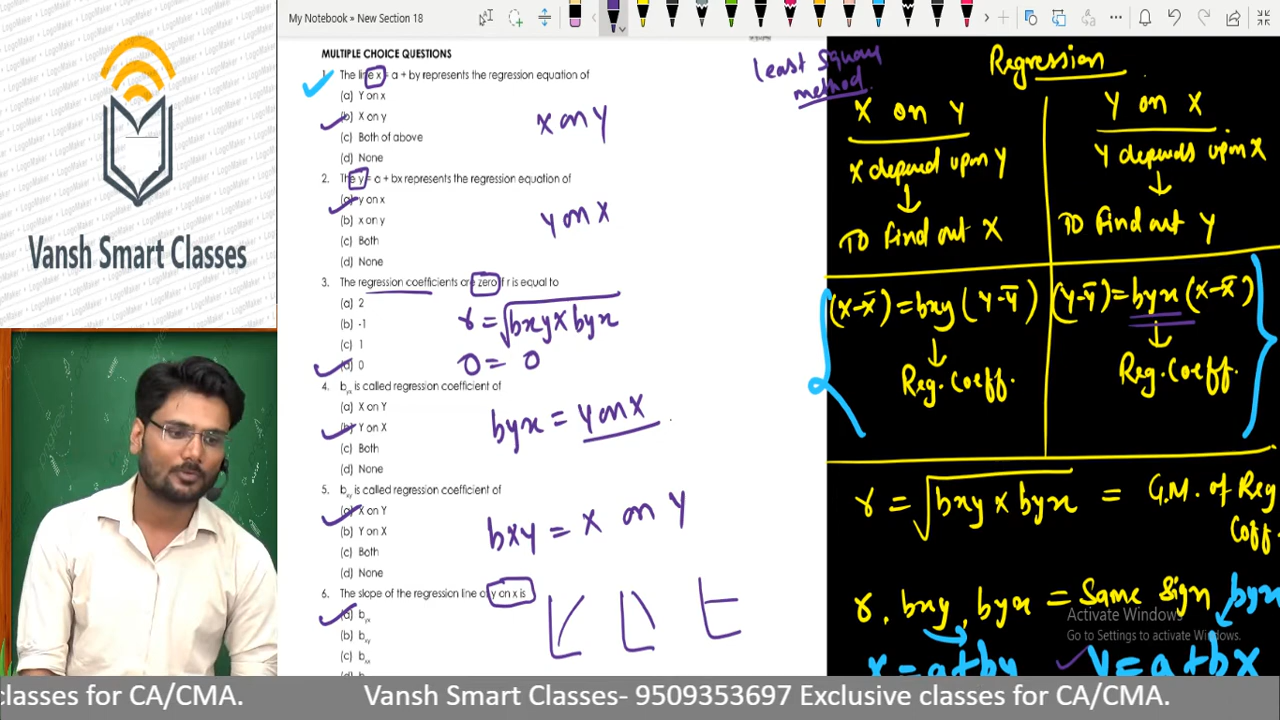 My Notebook > New Section 18
Vansh Smart Classes
MULTIPLE CHOICE QUESTIONS
1. The line x = a + by represents the regression equation of
(a) Y on x
(b) X on y
(c) Both of above
(d) None
x on y
2. The y = a + bx represents the regression equation of
(a) y on x
(b) x on y
(c) Both
(d) None
y on x
3. The regression coefficients are zero if r is equal to
(a) 2
(b) -1
(c) 1
(d) 0
r = √bxy x byx
0 = 0
4. byx is called regression coefficient of
(a) X on Y
(b) Y on X
(c) Both
(d) None
byx = Y on X
5. bxy is called regression coefficient of
(a) X on Y
(b) Y on X
(c) Both
(d) None
bxy = X on Y
6. The slope of the regression line of y on x is
(a) byx
(b) bxy
(c) bxx
least Square
method
Regression
X on Y
X depend upon Y
↓
To Find out X
Y on X
Y depends upon X
↓
To Find out Y
(X-X̄) = bxy (Y-Ȳ)
↓
Reg. Coeff.
(Y-Ȳ) = byx (X-X̄)
↓
Reg. Coeff.
r = √bxy x byx = G.M. of Reg
Coff.
r, bxy, byx = Same Sign
byx
x = a + by
Y = a + bx
Activate Windows
Go to Settings to activate Windows.
classes for CA/CMA. Vansh Smart Classes- 9509353697 Exclusive classes for CA/CMA.